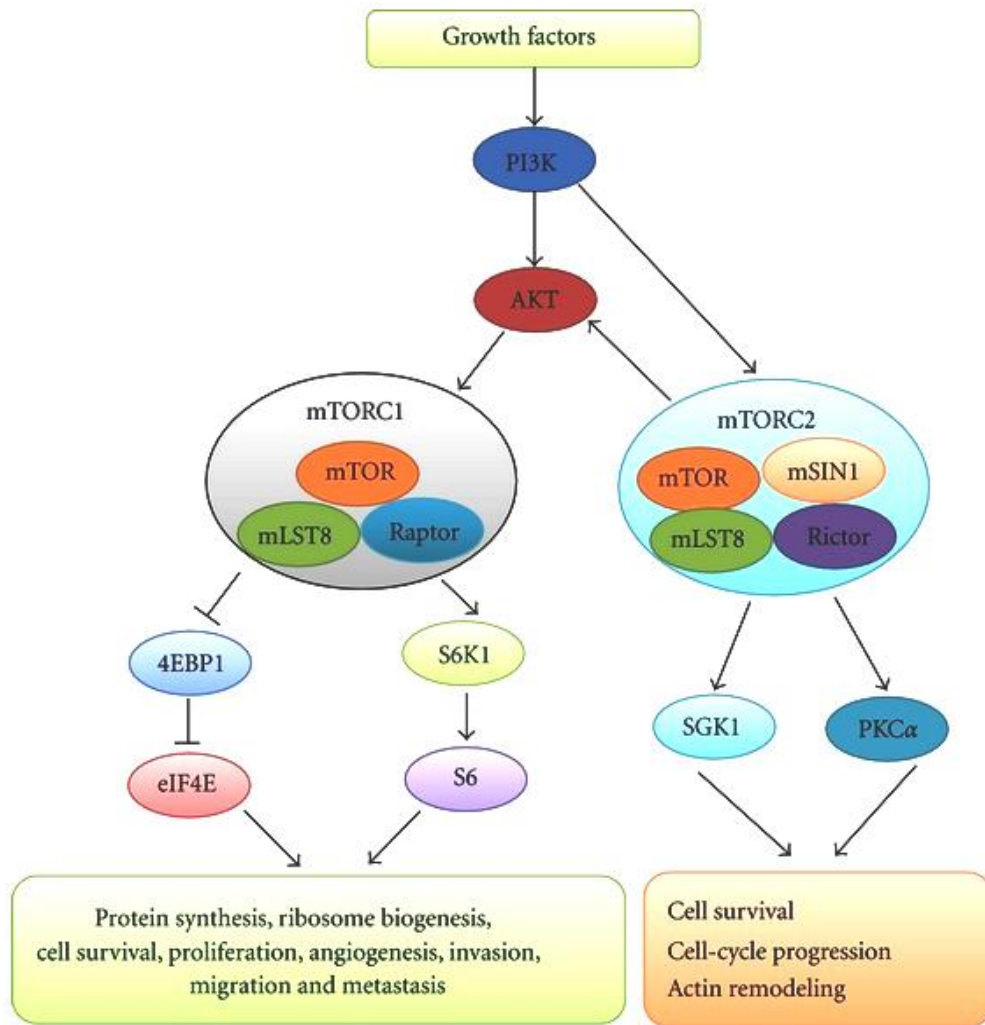 Growth factors
PI3K
AKT
mTORC1
mTOR
mLST8
Raptor
mTORC2
mTOR
mSIN1
mLST8
Rictor
4EBP1
S6K1
SGK1
PKCα
eIF4E
S6
Protein synthesis, ribosome biogenesis,
cell survival, proliferation, angiogenesis, invasion,
migration and metastasis
Cell survival
Cell-cycle progression
Actin remodeling